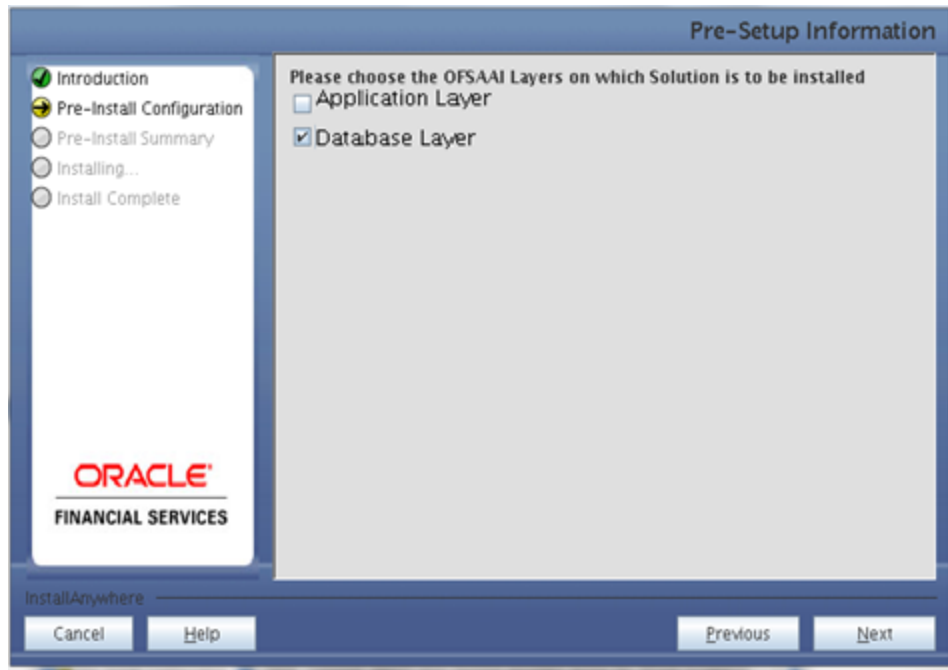 Pre-Setup Information
Introduction
Pre-Install Configuration
Pre-Install Summary
Installing...
Install Complete
ORACLE'
FINANCIAL SERVICES
Please choose the OFSAAI Layers on which Solution is to be installed
Application Layer
Database Layer
InstallAnywhere
Cancel
Help
Previous
Next